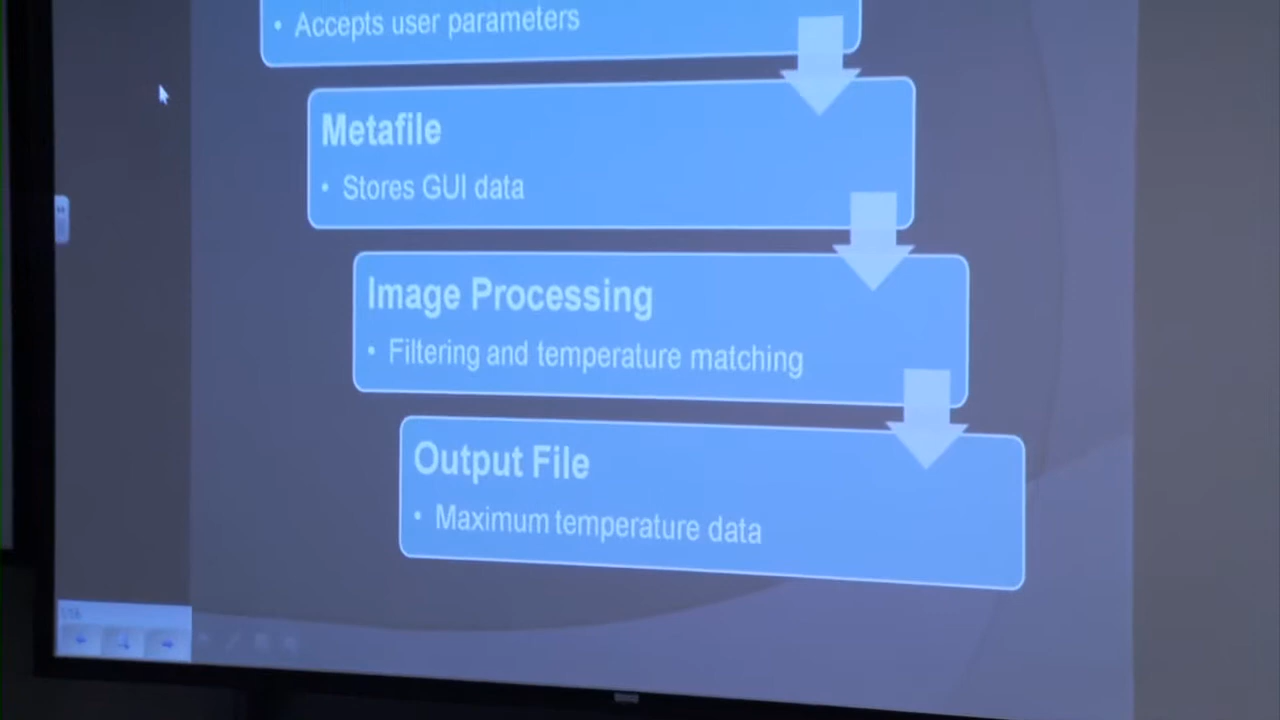 • Accepts user parameters
Metafile
• Stores GUI data
Image Processing
• Filtering and temperature matching
Output File
• Maximum temperature data